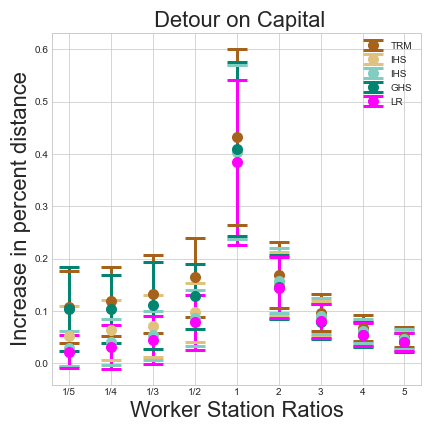 Detour on Capital
Increase in percent distance
0.6
0.5
0.4
0.3
0.2
0.1
0.0
TRM
IHS
IHS
GHS
LR
1/5 1/4 1/3 1/2 1 2 3 4 5
Worker Station Ratios